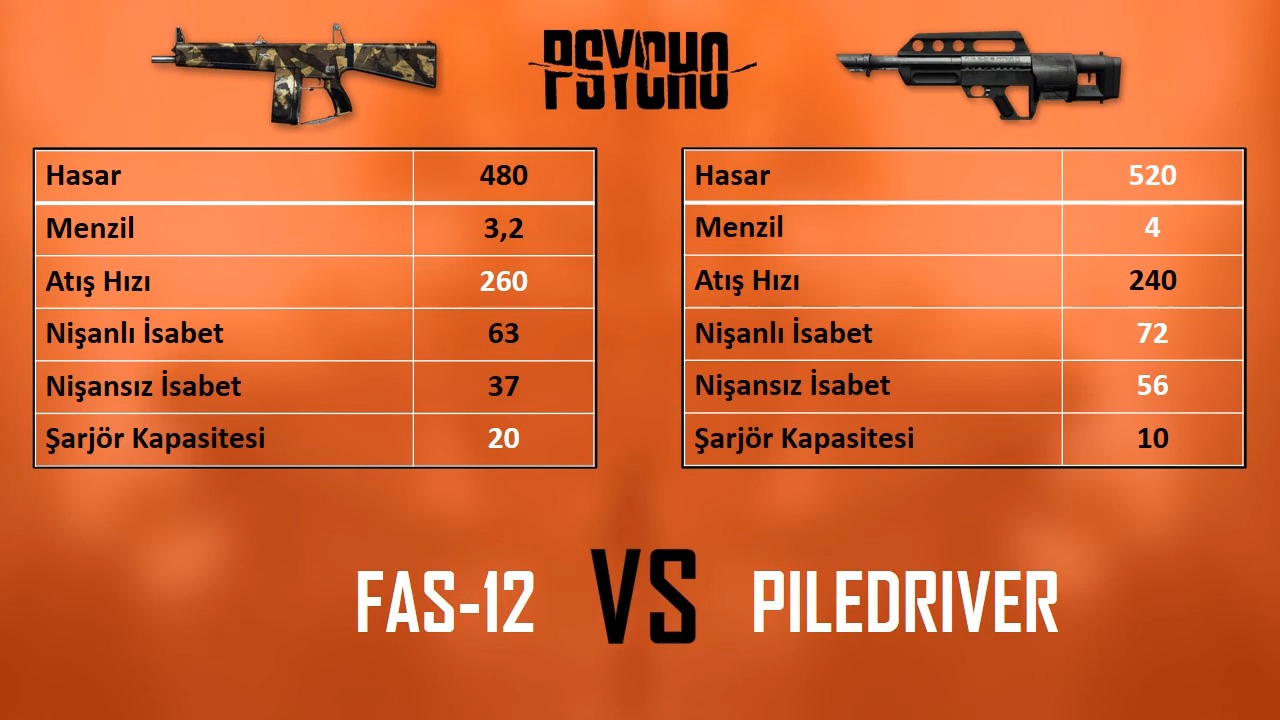 PSYCHO
Hasar 480
Menzil 3,2
Atış Hızı 260
Nişanlı İsabet 63
Nişansız İsabet 37
Şarjör Kapasitesi 20
Hasar 520
Menzil 4
Atış Hızı 240
Nişanlı İsabet 72
Nişansız İsabet 56
Şarjör Kapasitesi 10
FAS-12 VS PILEDRIVER